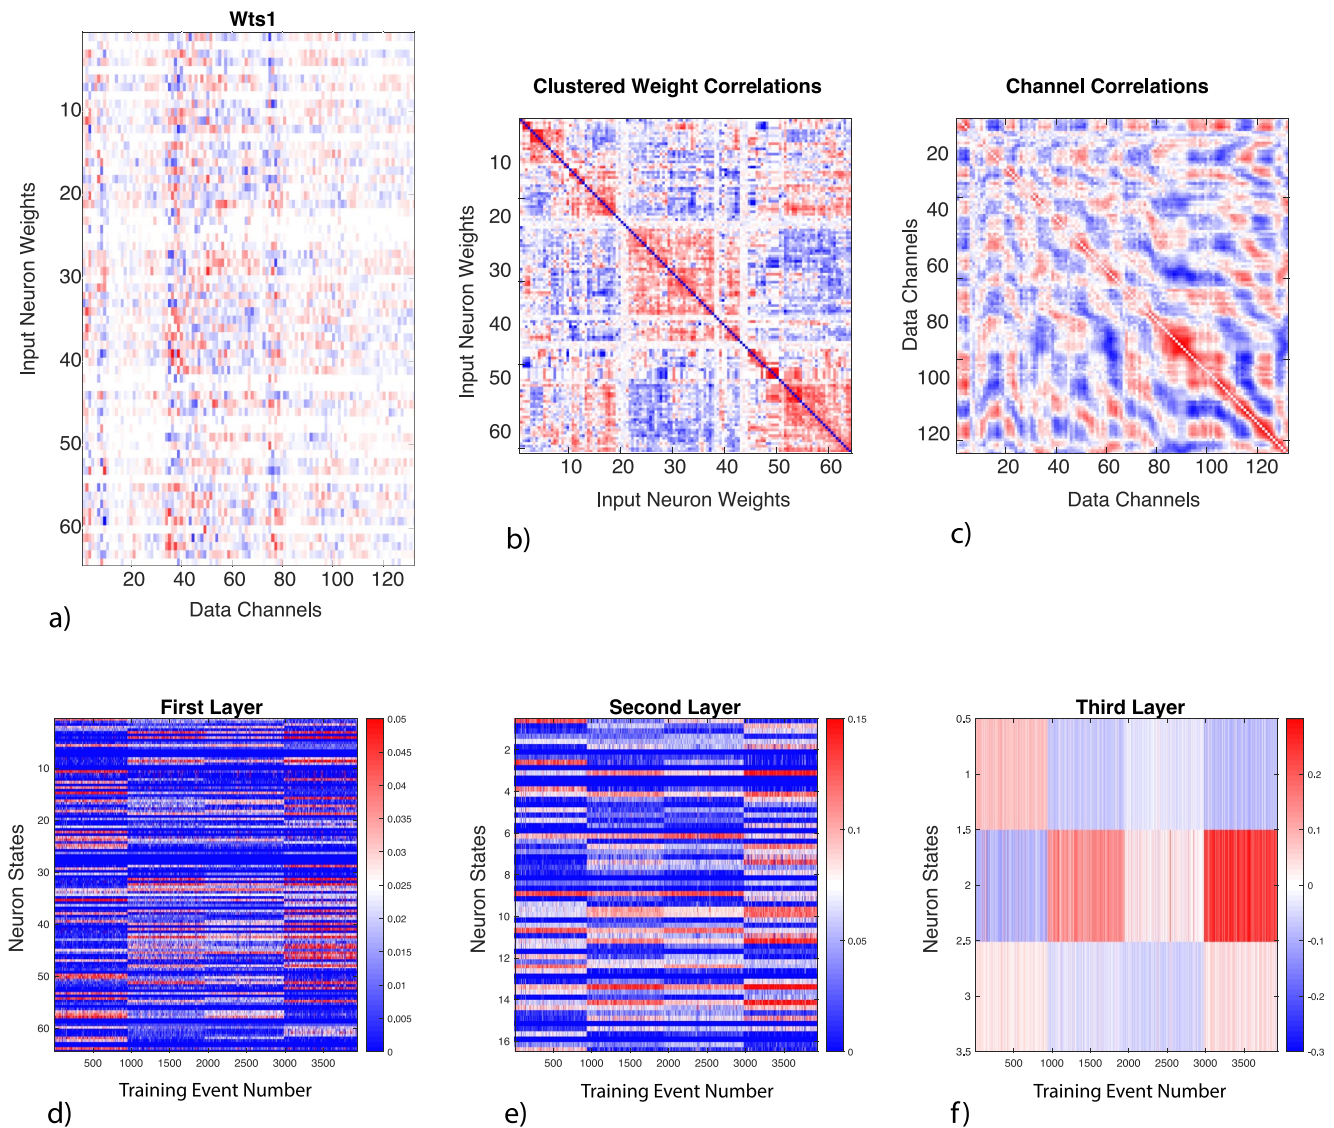 Wts1
10
20
30
40
50
60
Input Neuron Weights
20 40 60 80 100 120
Data Channels
a)
Clustered Weight Correlations
10
20
30
40
50
60
Input Neuron Weights
10 20 30 40 50 60
Input Neuron Weights
b)
Channel Correlations
20
40
60
80
100
120
Data Channels
20 40 60 80 100 120
Data Channels
c)
First Layer
10
20
30
40
50
60
Neuron States
500 1000 1500 2000 2500 3000 3500
Training Event Number
0.05
0.045
0.04
0.035
0.03
0.025
0.02
0.015
0.01
0.005
0
d)
Second Layer
2
4
6
8
10
12
14
16
Neuron States
500 1000 1500 2000 2500 3000 3500
Training Event Number
0.15
0.1
0.05
0
e)
Third Layer
0.5
1
1.5
2
2.5
3
3.5
Neuron States
500 1000 1500 2000 2500 3000 3500
Training Event Number
0.2
0.1
0
-0.1
-0.2
-0.3
f)